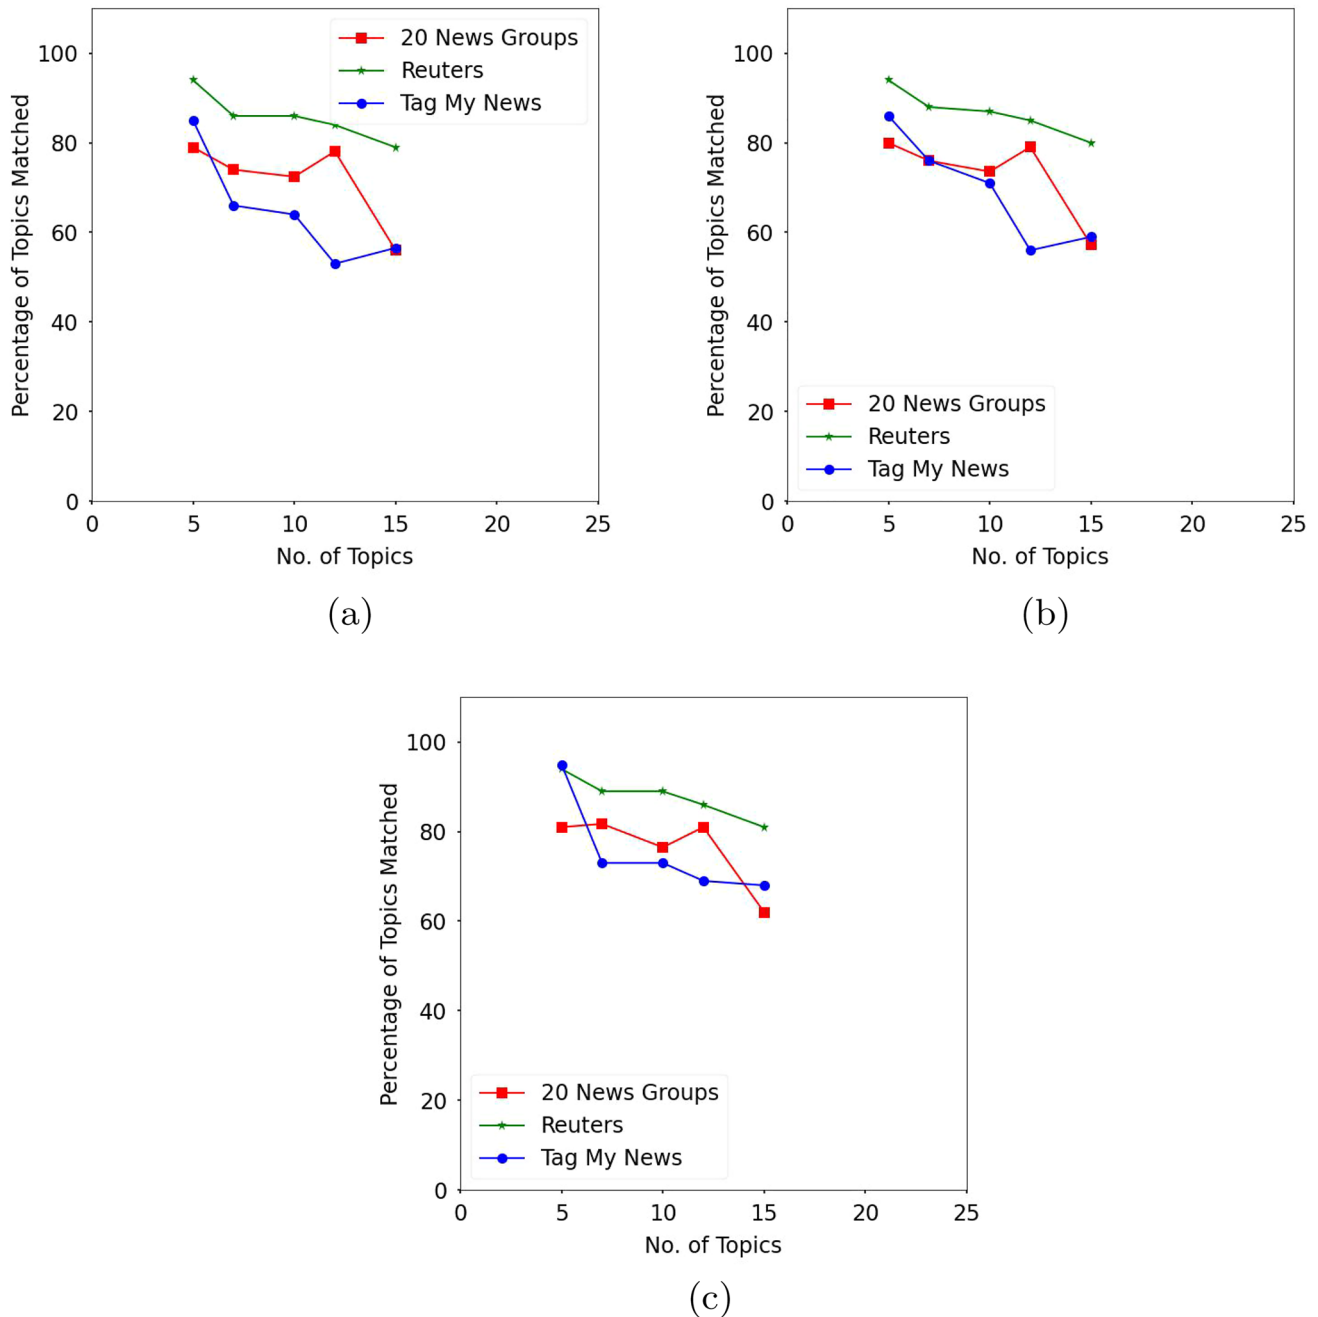 100
80
60
40
20
0
Percentage of Topics Matched
20 News Groups
Reuters
Tag My News
0 5 10 15 20 25
No. of Topics
(a)
100
80
60
40
20
0
Percentage of Topics Matched
20 News Groups
Reuters
Tag My News
0 5 10 15 20 25
No. of Topics
(b)
100
80
60
40
20
0
Percentage of Topics Matched
20 News Groups
Reuters
Tag My News
0 5 10 15 20 25
No. of Topics
(c)